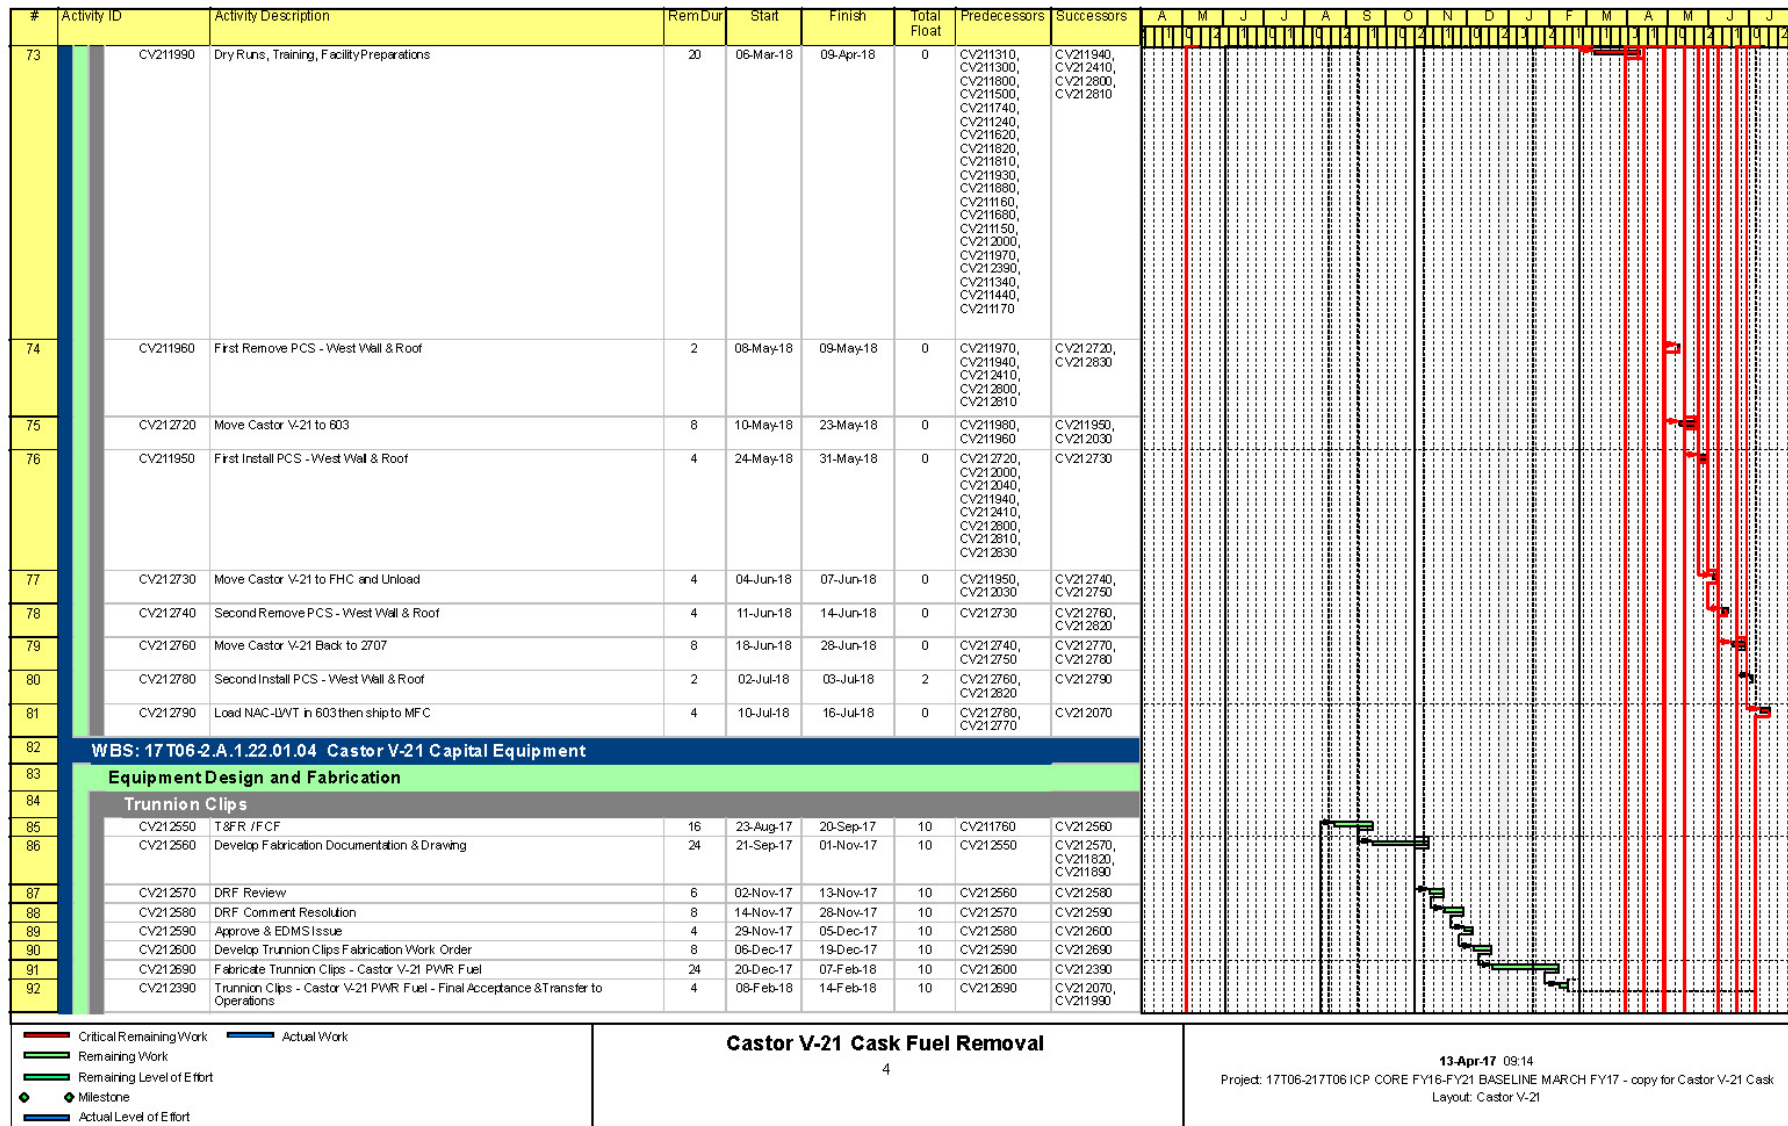 # Activity ID Activity Description RemDur Start Finish Total Float Predecessors Successors A M J J A S O N D J F M A M J J
73 CV211990 Dry Runs, Training, Facility Preparations 20 06-Mar-18 09-Apr-18 0 CV211310, CV211940,
CV211300, CV212410,
CV211800, CV212800,
CV211500, CV212810
CV211740,
CV211240,
CV211620,
CV211820,
CV211810,
CV211930,
CV211880,
CV211160,
CV211680,
CV211150,
CV212000,
CV211970,
CV212390,
CV211340,
CV211440,
CV211170
74 CV211960 First Remove PCS - West Wall & Roof 2 08-May-18 09-May-18 0 CV211970, CV212720,
CV211940, CV212830
CV212410,
CV212800,
CV212810
75 CV212720 Move Castor V-21 to 603 8 10-May-18 23-May-18 0 CV211980, CV211950,
CV211960 CV212030
76 CV211950 First Install PCS - West Wall & Roof 4 24-May-18 31-May-18 0 CV212720, CV212730
CV212000,
CV212040,
CV211940,
CV212410,
CV212800,
CV212810,
CV212830
77 CV212730 Move Castor V-21 to FHC and Unload 4 04-Jun-18 07-Jun-18 0 CV211950, CV212740,
CV212030 CV212750
78 CV212740 Second Remove PCS - West Wall & Roof 4 11-Jun-18 14-Jun-18 0 CV212730 CV212760,
CV212820
79 CV212760 Move Castor V-21 Back to 2707 8 18-Jun-18 28-Jun-18 0 CV212740, CV212770,
CV212750 CV212780
80 CV212780 Second Install PCS - West Wall & Roof 2 02-Jul-18 03-Jul-18 2 CV212760, CV212790
CV212820
81 CV212790 Load NAC-LWT in 603 then ship to MFC 4 10-Jul-18 16-Jul-18 0 CV212780, CV212070
CV212770
82 WBS: 17T06-2.A.1.22.01.04 Castor V-21 Capital Equipment
83 Equipment Design and Fabrication
84 Trunnion Clips
85 CV212550 T&FR / FCF 16 23-Aug-17 20-Sep-17 10 CV211760 CV212560
86 CV212560 Develop Fabrication Documentation & Drawing 24 21-Sep-17 01-Nov-17 10 CV212550 CV212570,
CV211820,
CV211890
87 CV212570 DRF Review 6 02-Nov-17 13-Nov-17 10 CV212560 CV212580
88 CV212580 DRF Comment Resolution 8 14-Nov-17 28-Nov-17 10 CV212570 CV212590
89 CV212590 Approve & EDMS Issue 4 29-Nov-17 05-Dec-17 10 CV212580 CV212600
90 CV212600 Develop Trunnion Clips Fabrication Work Order 8 06-Dec-17 19-Dec-17 10 CV212590 CV212690
91 CV212690 Fabricate Trunnion Clips - Castor V-21 PWR Fuel 24 20-Dec-17 07-Feb-18 10 CV212600 CV212390
92 CV212390 Trunnion Clips - Castor V-21 PWR Fuel - Final Acceptance & Transfer to 4 08-Feb-18 14-Feb-18 10 CV212690 CV212070,
Operations CV211990
Critical Remaining Work Actual Work
Remaining Work
Remaining Level of Effort
Milestone
Actual Level of Effort
Castor V-21 Cask Fuel Removal
4
13-Apr-17 09:14
Project: 17T06-217T06 ICP CORE FY16-FY21 BASELINE MARCH FY17 - copy for Castor V-21 Cask
Layout: Castor V-21